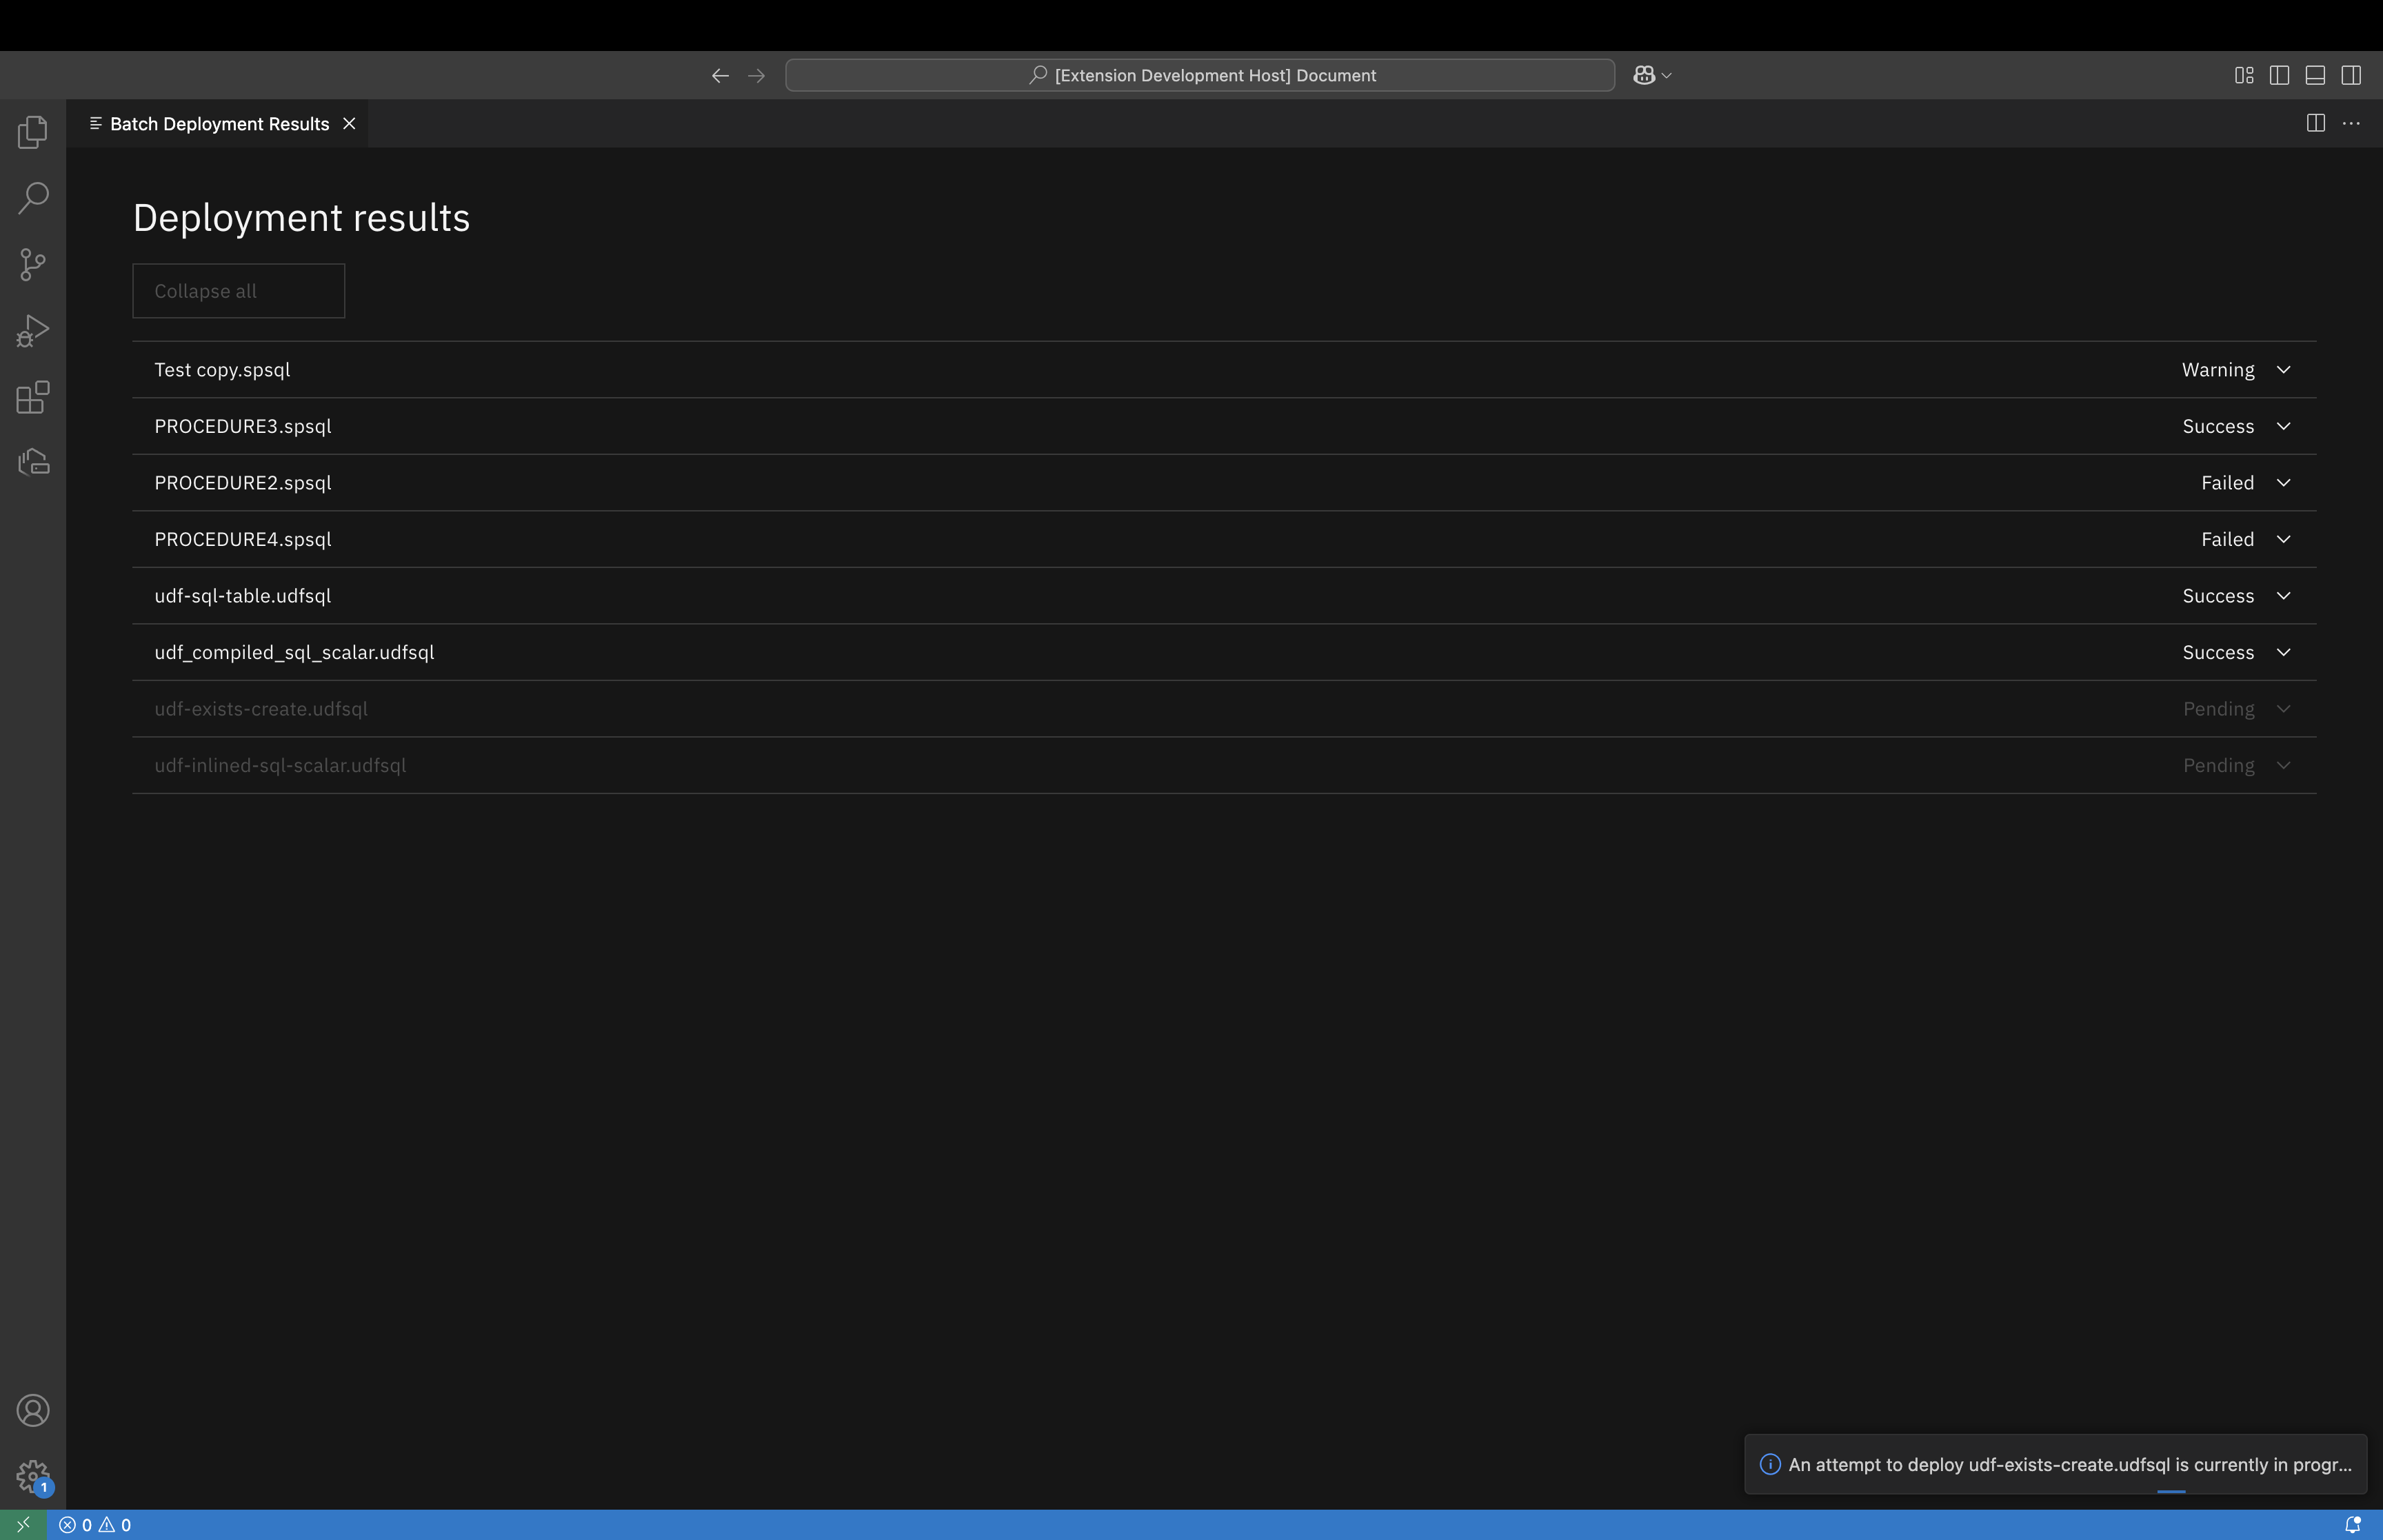 [Extension Development Host] Document
Batch Deployment Results
Deployment results
Collapse all
Test copy.spsql Warning
PROCEDURE3.spsql Success
PROCEDURE2.spsql Failed
PROCEDURE4.spsql Failed
udf-sql-table.udfsql Success
udf_compiled_sql_scalar.udfsql Success
udf-exists-create.udfsql Pending
udf-inlined-sql-scalar.udfsql Pending
An attempt to deploy udf-exists-create.udfsql is currently in progr...
1
0 0